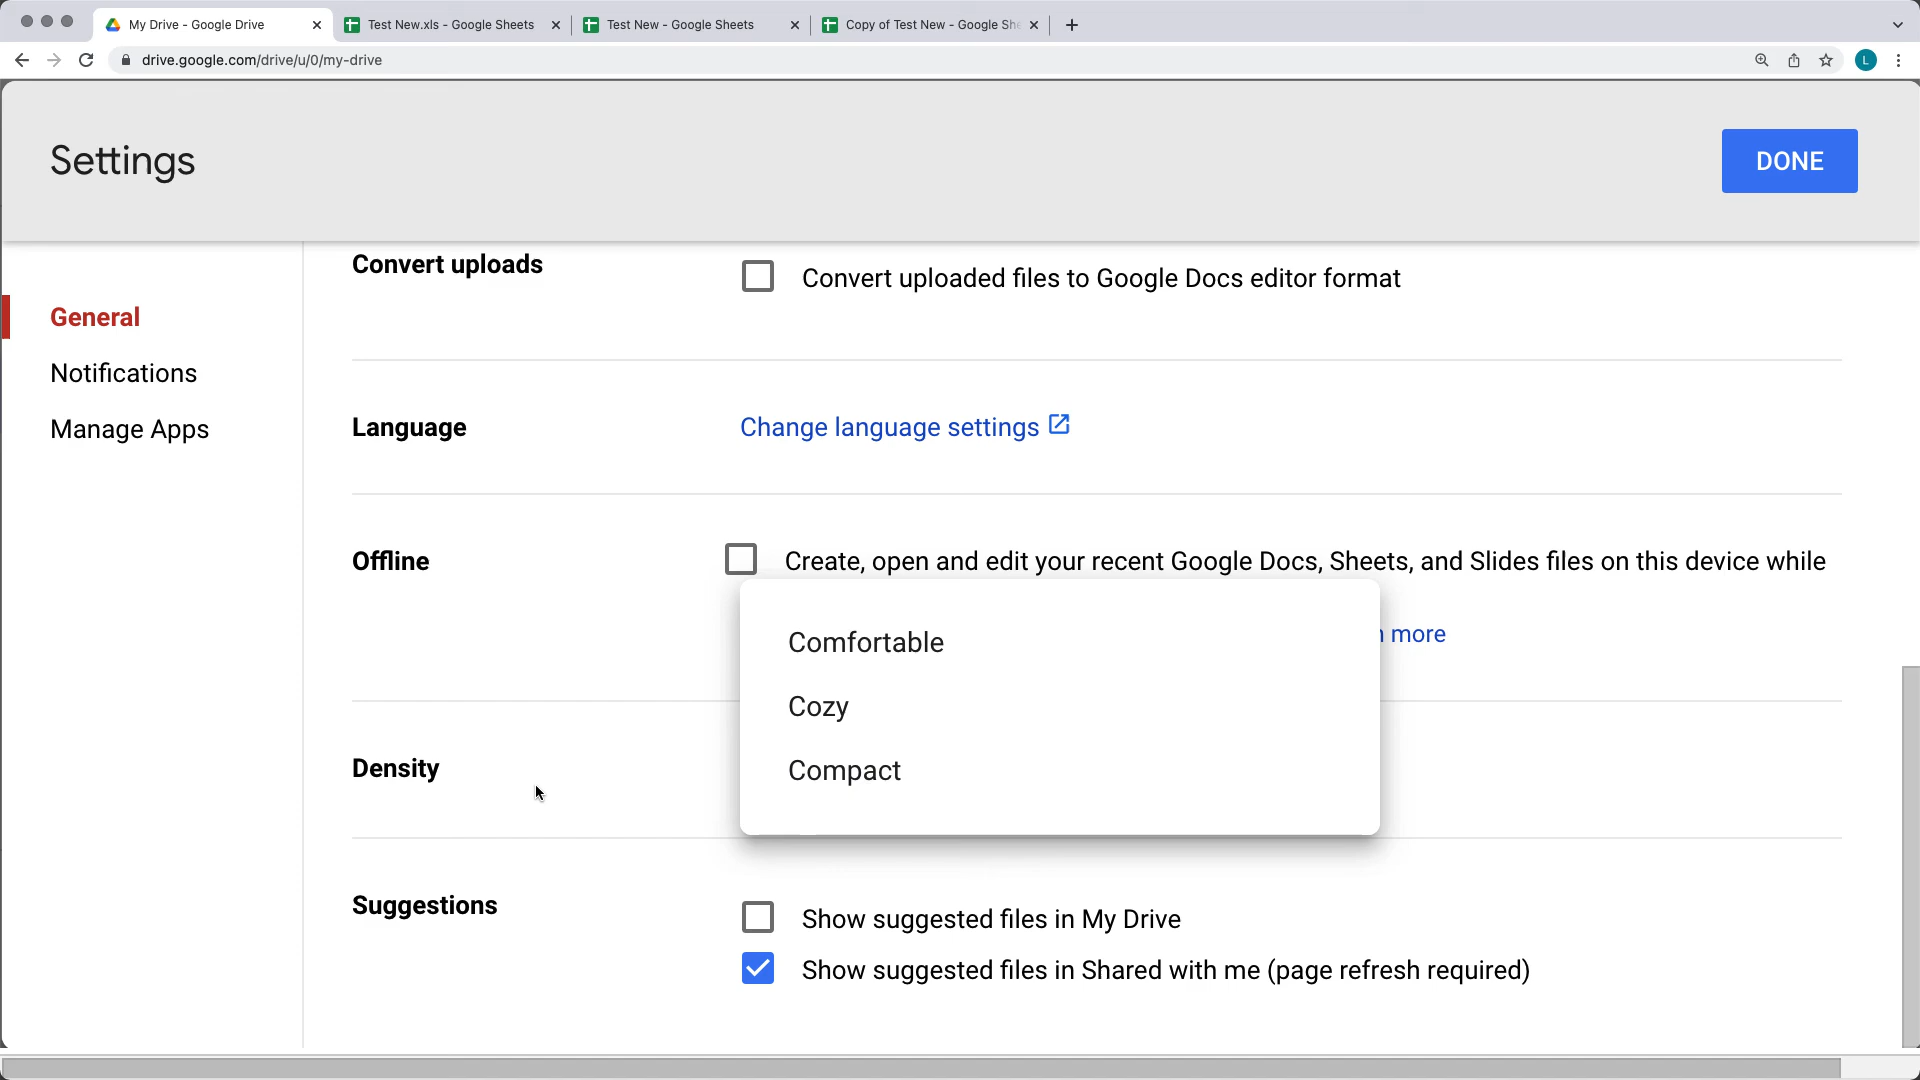 My Drive - Google Drive
Test New.xls - Google Sheets
Test New - Google Sheets
Copy of Test New - Google She
drive.google.com/drive/u/0/my-drive
L
Settings
DONE
General
Notifications
Manage Apps
Convert uploads
Convert uploaded files to Google Docs editor format
Language
Change language settings
Offline
Create, open and edit your recent Google Docs, Sheets, and Slides files on this device while
more
Density
Comfortable
Cozy
Compact
Suggestions
Show suggested files in My Drive
Show suggested files in Shared with me (page refresh required)